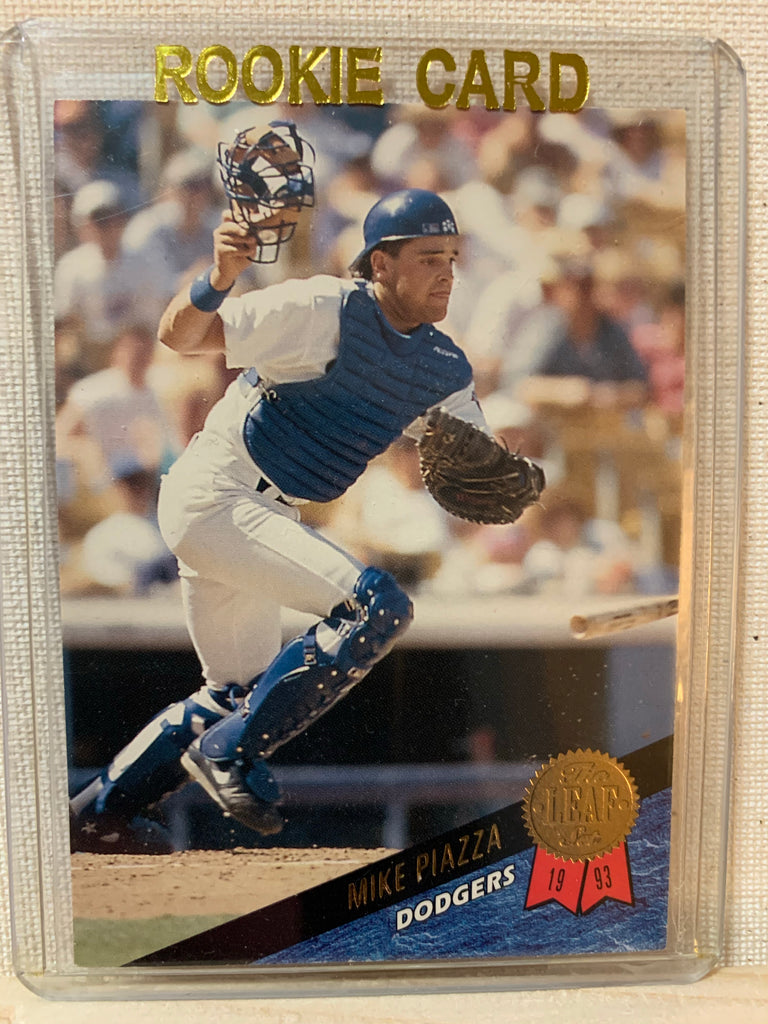 ROOKIE CARD
MIKE PIAZZA
DODGERS
The
LEAF
Set
19 93